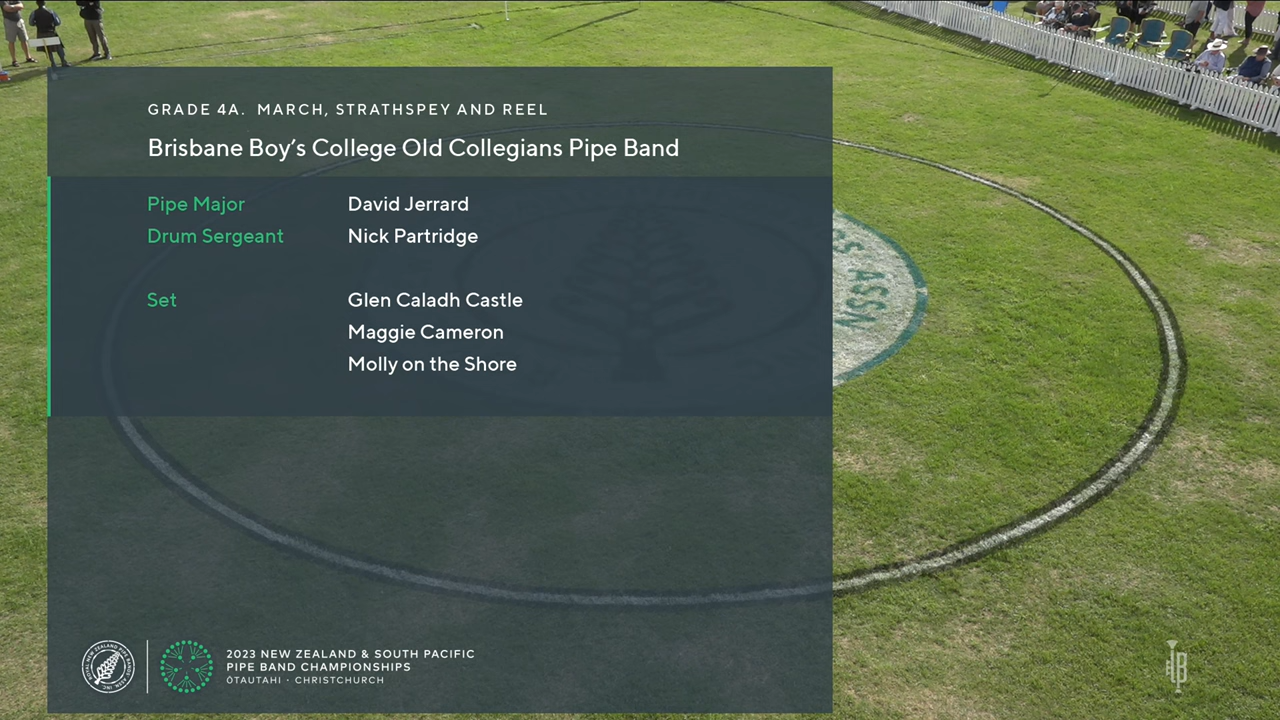 GRADE 4A. MARCH, STRATHSPEY AND REEL
Brisbane Boy's College Old Collegians Pipe Band
Pipe Major David Jerrard
Drum Sergeant Nick Partridge
Set Glen Caladh Castle
Maggie Cameron
Molly on the Shore
SS ASSN
2023 NEW ZEALAND & SOUTH PACIFIC
PIPE BAND CHAMPIONSHIPS
ŌTAUTAHI · CHRISTCHURCH